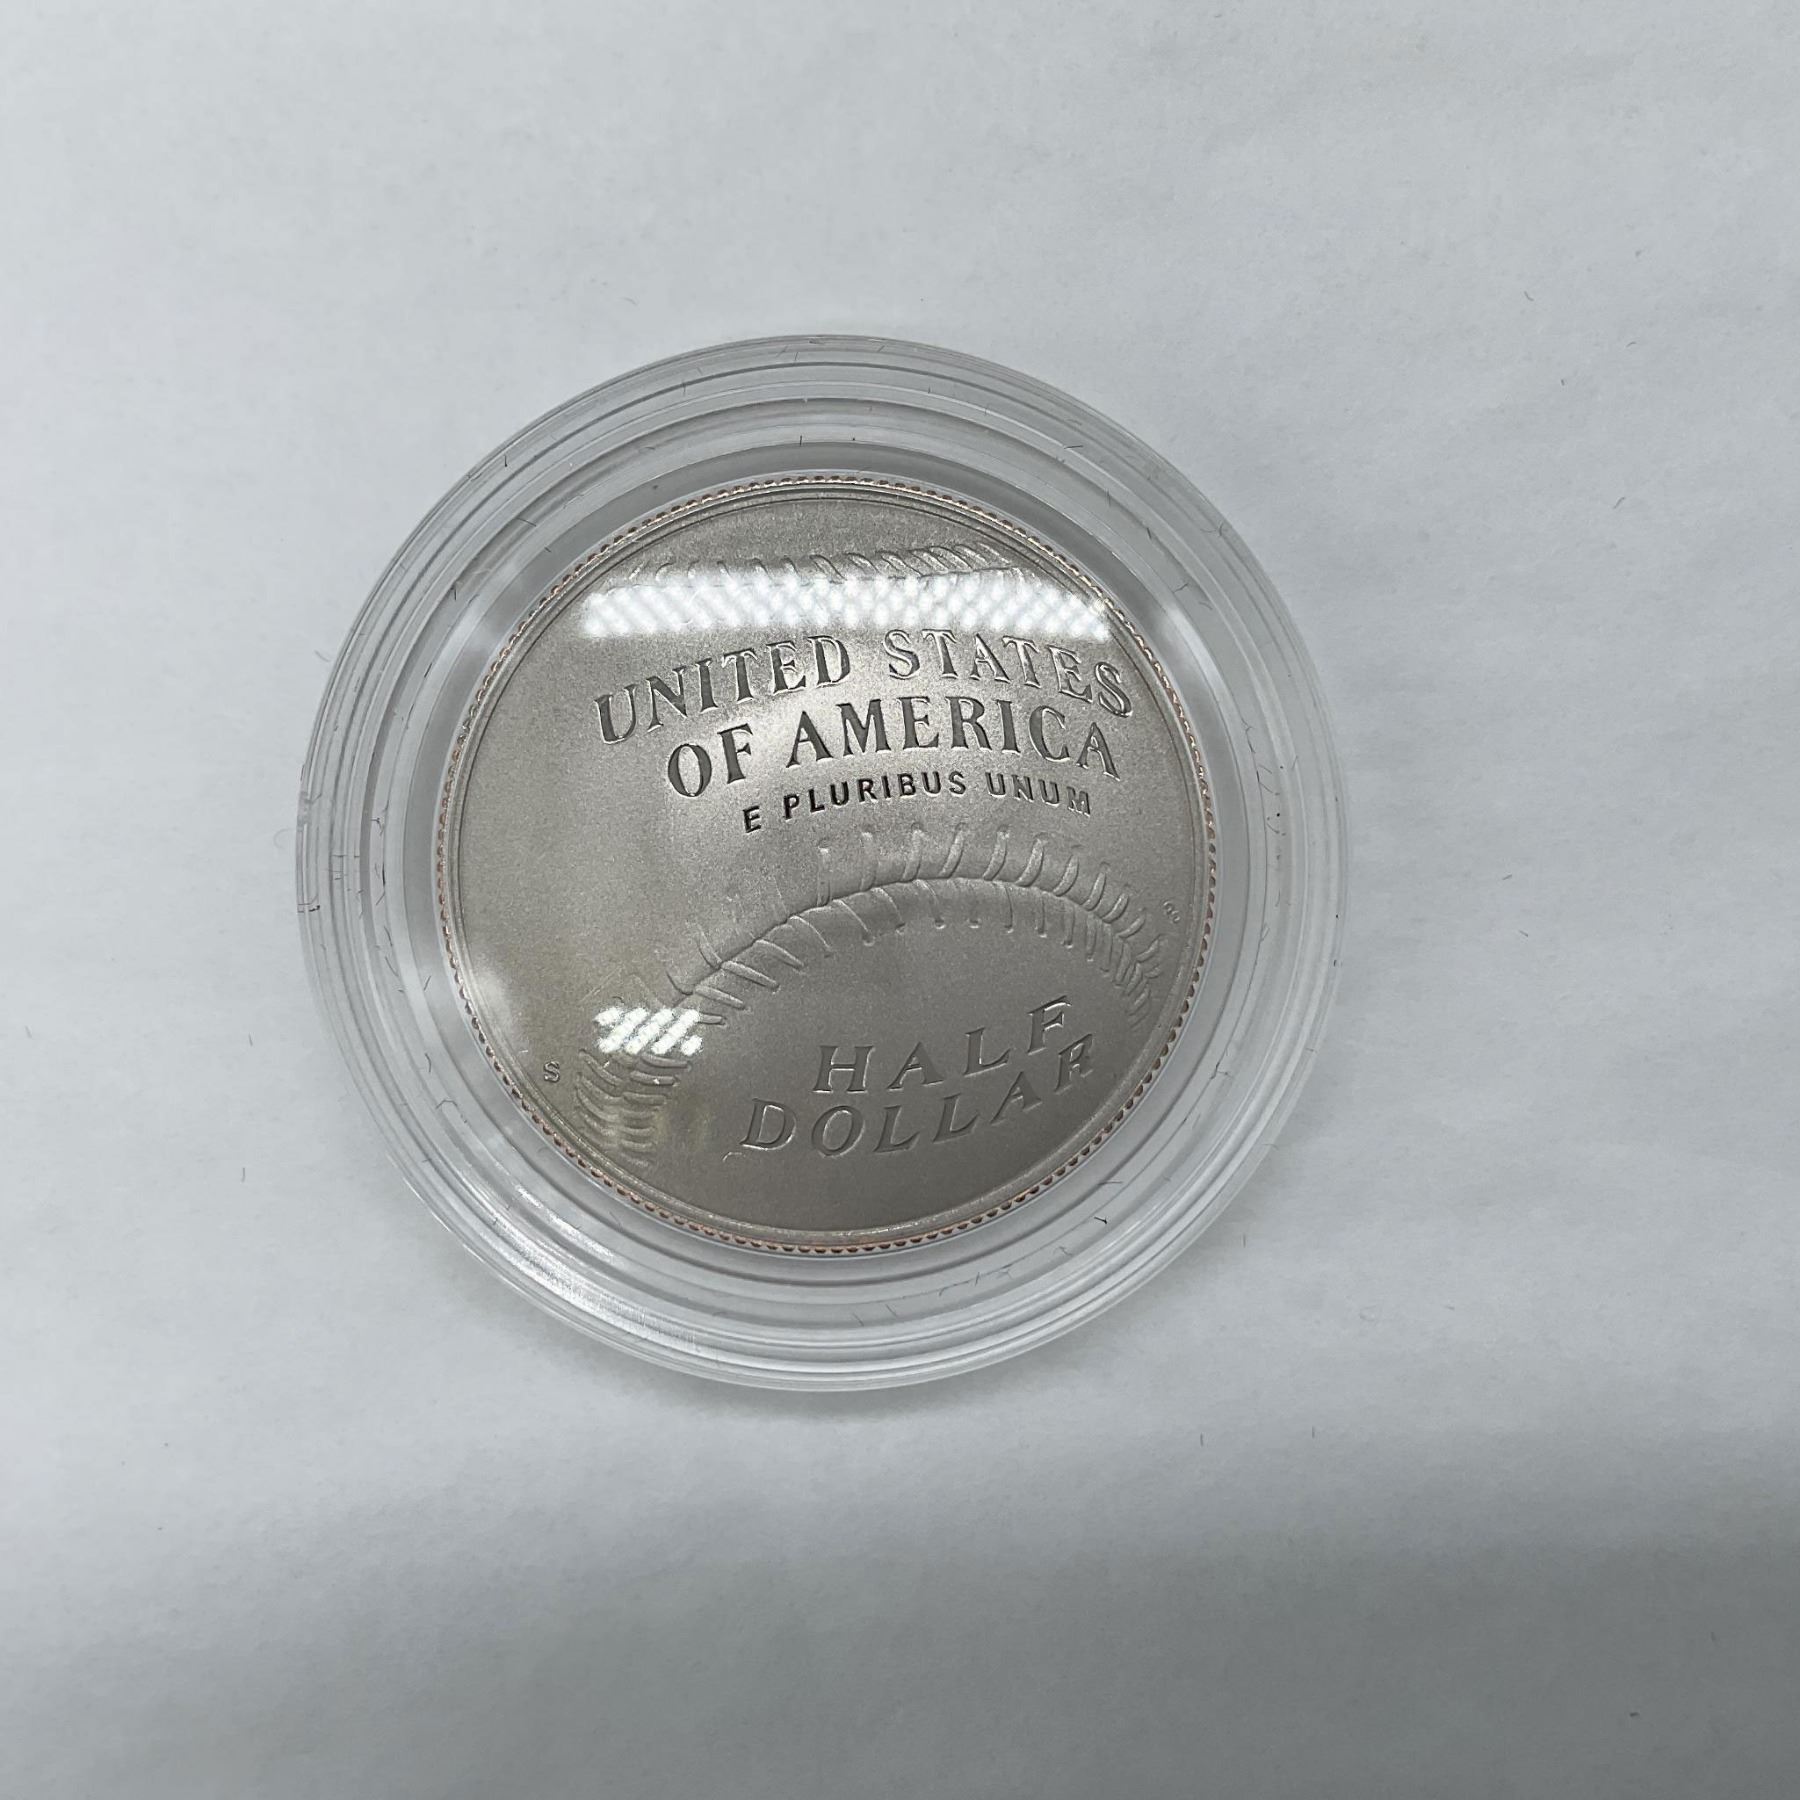 UNITED STATES
OF AMERICA
E PLURIBUS UNUM
S
HALF
DOLLAR